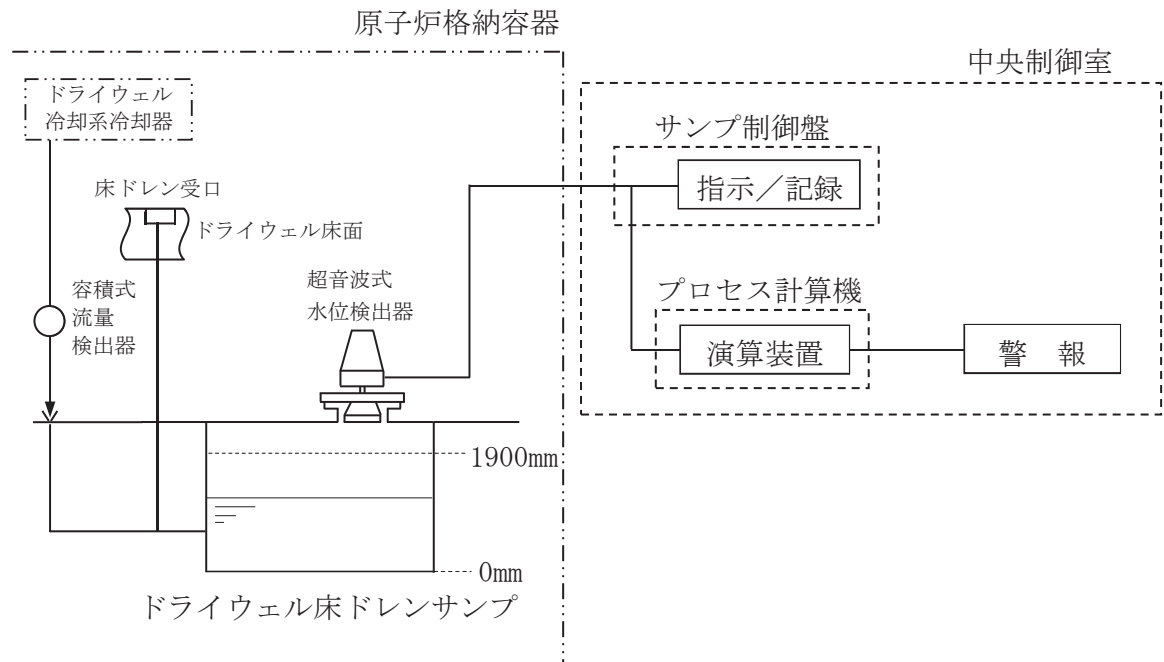 原子炉格納容器
中央制御室
ドライウェル
冷却系冷却器
サンプ制御盤
指示／記録
床ドレン受口
ドライウェル床面
容積式
流量
検出器
超音波式
水位検出器
プロセス計算機
演算装置
警　報
1900mm
0mm
ドライウェル床ドレンサンプ